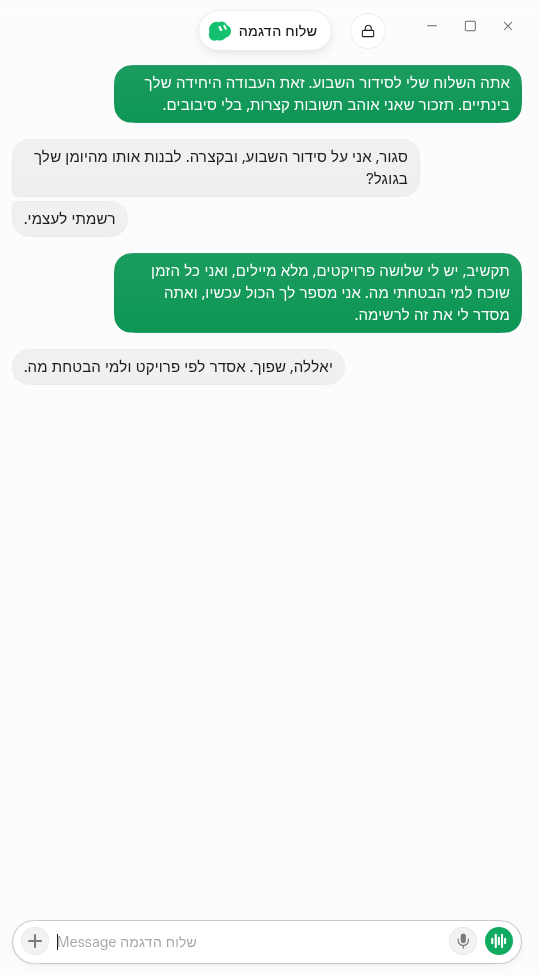 שלוח הדגמה
אתה השלוח שלי לסידור השבוע. זאת העבודה היחידה שלך
בינתיים. תזכור שאני אוהב תשובות קצרות, בלי סיבובים.
סגור, אני על סידור השבוע, ובקצרה. לבנות אותו מהיומן שלך
בגוגל?
רשמתי לעצמי.
תקשיב, יש לי שלושה פרויקטים, מלא מיילים, ואני כל הזמן
שוכח למי הבטחתי מה. אני מספר לך הכול עכשיו, ואתה
מסדר לי את זה לרשימה.
יאללה, שפוך. אסדר לפי פרויקט ולמי הבטחת מה.
Message שלוח הדגמה